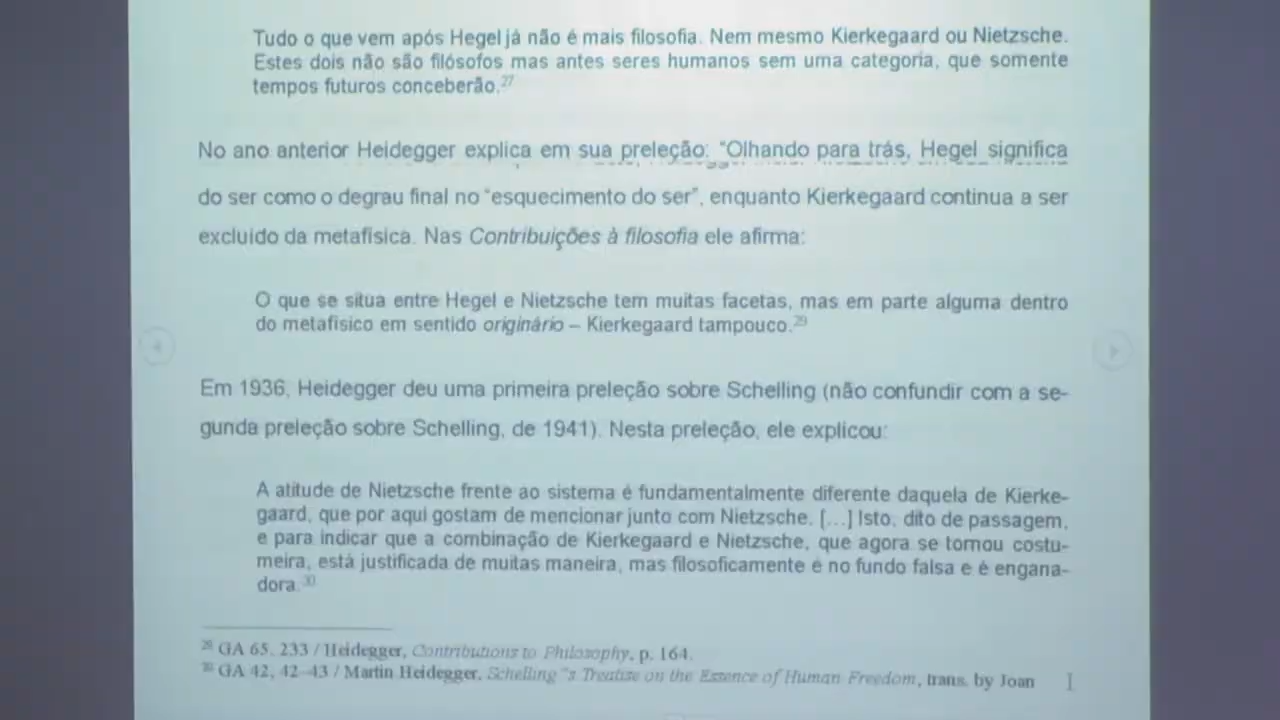 Tudo o que vem após Hegel já não é mais filosofia. Nem mesmo Kierkegaard ou Nietzsche.
Estes dois não são filósofos mas antes seres humanos sem uma categoria, que somente
tempos futuros conceberão.27
No ano anterior Heidegger explica em sua preleção: “Olhando para trás, Hegel significa
do ser como o degrau final no “esquecimento do ser”, enquanto Kierkegaard continua a ser
excluído da metafísica. Nas Contribuições à filosofia ele afirma:
O que se situa entre Hegel e Nietzsche tem muitas facetas, mas em parte alguma dentro
do metafísico em sentido originário – Kierkegaard tampouco.29
Em 1936, Heidegger deu uma primeira preleção sobre Schelling (não confundir com a se-
gunda preleção sobre Schelling, de 1941). Nesta preleção, ele explicou:
A atitude de Nietzsche frente ao sistema é fundamentalmente diferente daquela de Kierke-
gaard, que por aqui gostam de mencionar junto com Nietzsche. [...] Isto, dito de passagem,
e para indicar que a combinação de Kierkegaard e Nietzsche, que agora se tornou costu-
meira, está justificada de muitas maneira, mas filosoficamente é no fundo falsa e é engana-
dora.30
29 GA 65, 233 / Heidegger, Contributions to Philosophy, p. 164.
30 GA 42, 42–43 / Martin Heidegger, Schelling ‟s Treatise on the Essence of Human Freedom, trans. by Joan